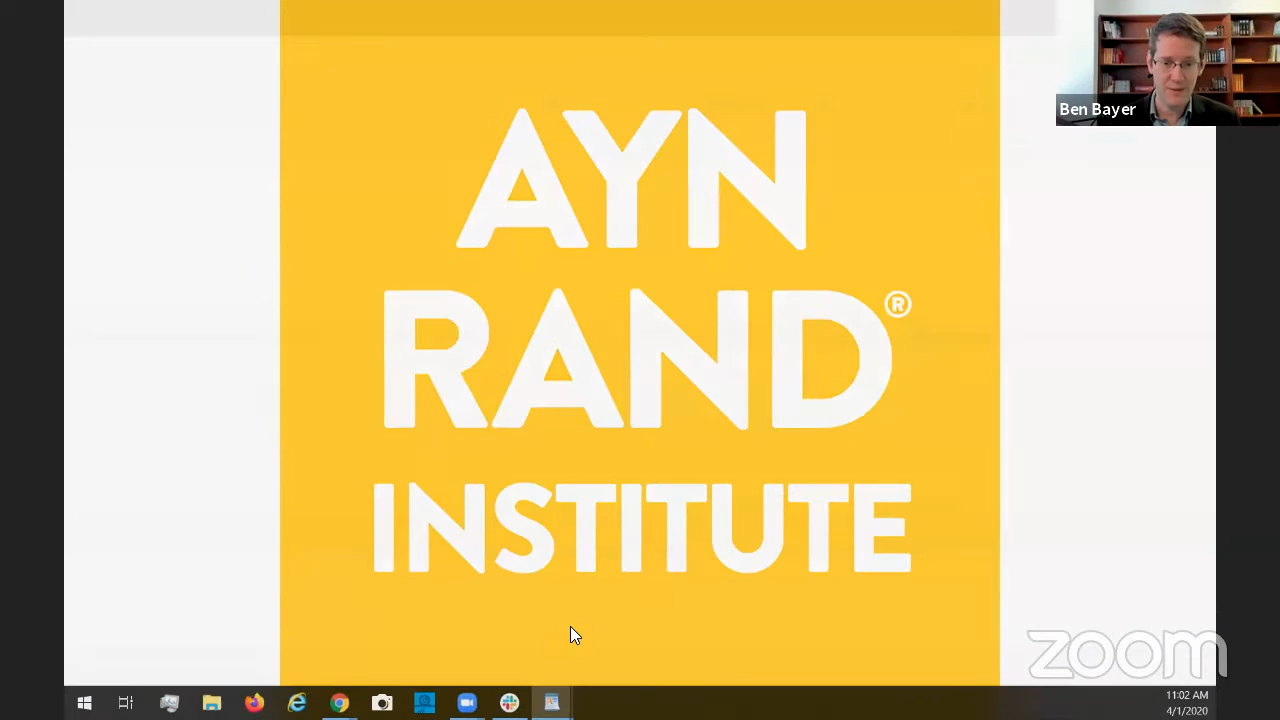 Ben Bayer
AYN
RAND®
INSTITUTE
zoom
11:02 AM
4/1/2020